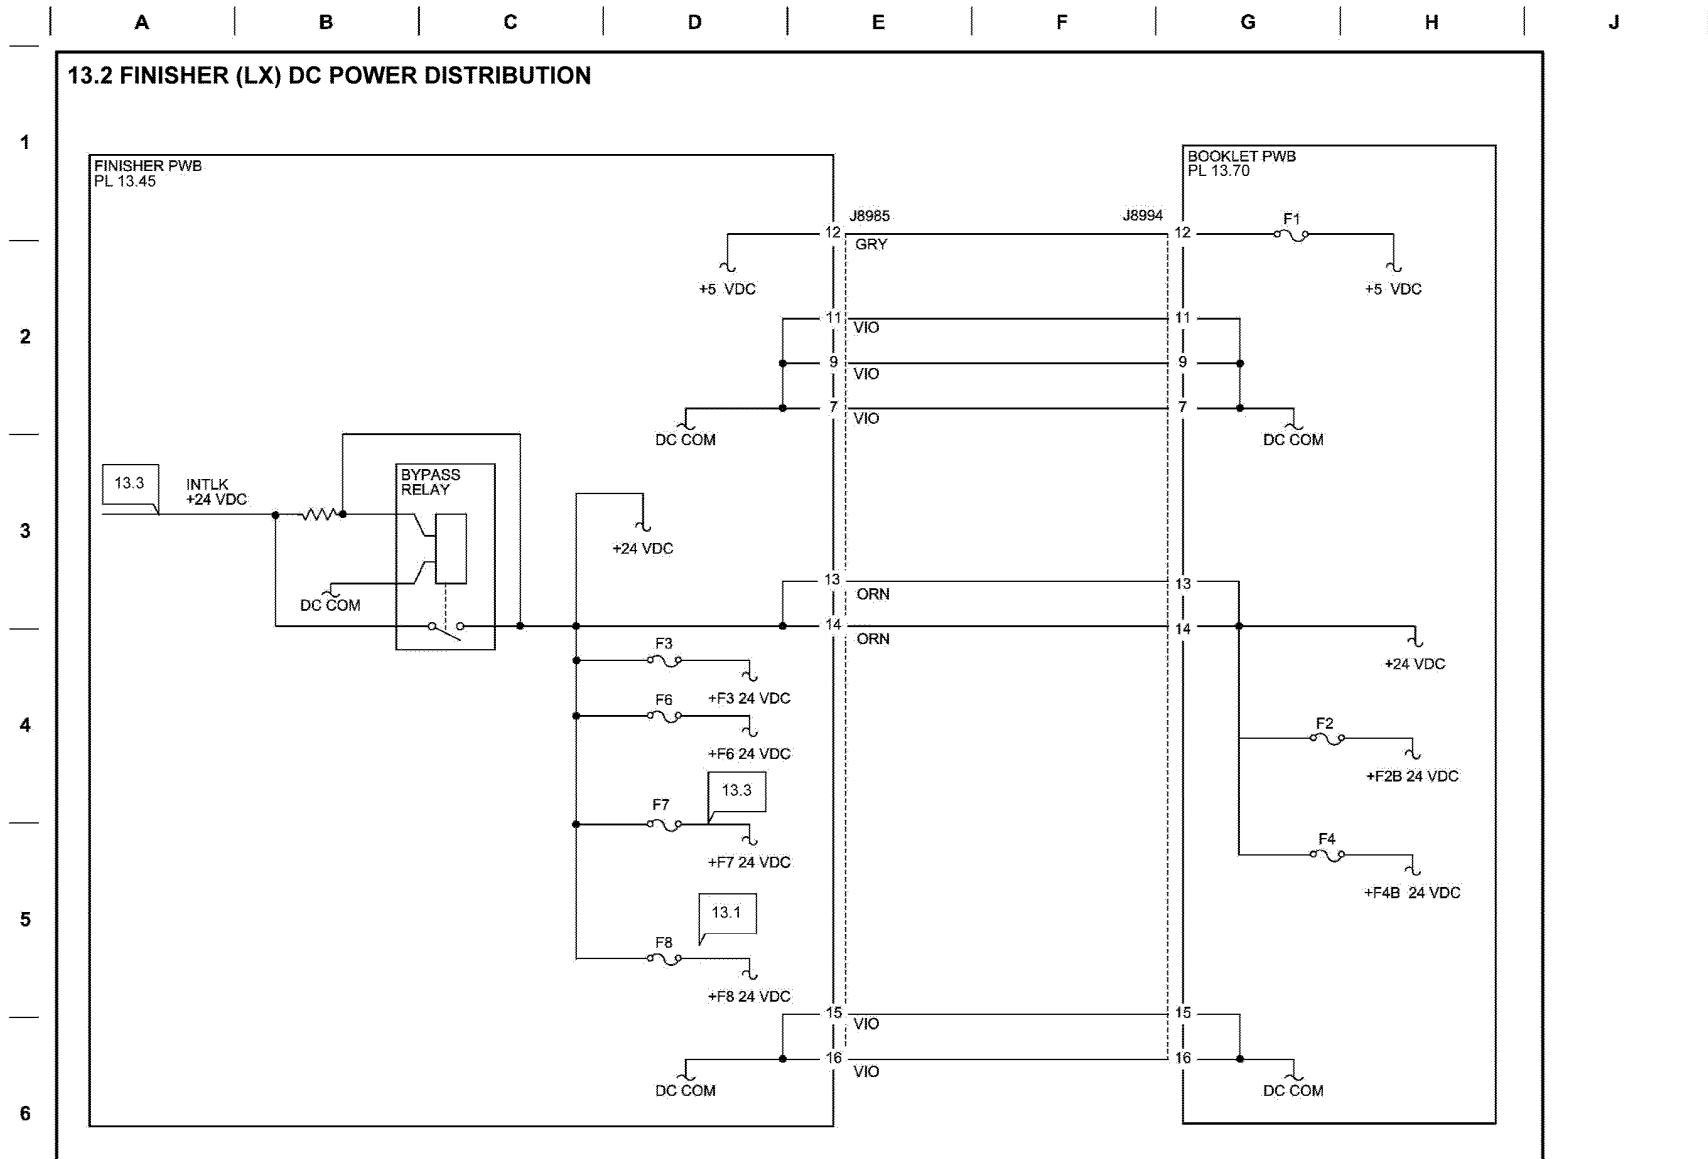 A B C D E F G H J
13.2 FINISHER (LX) DC POWER DISTRIBUTION
1
FINISHER PWB
PL 13.45
BOOKLET PWB
PL 13.70
J8985
J8994
F1
12
GRY
12
+5 VDC
+5 VDC
2
11
VIO
11
9
VIO
9
7
VIO
7
DC COM
DC COM
13.3
INTLK
+24 VDC
BYPASS
RELAY
3
+24 VDC
13
ORN
13
DC COM
14
ORN
14
F3
+24 VDC
+F3 24 VDC
4
F6
F2
+F6 24 VDC
+F2B 24 VDC
13.3
F7
F4
+F7 24 VDC
+F4B 24 VDC
5
13.1
F8
+F8 24 VDC
15
VIO
15
16
VIO
16
DC COM
DC COM
6